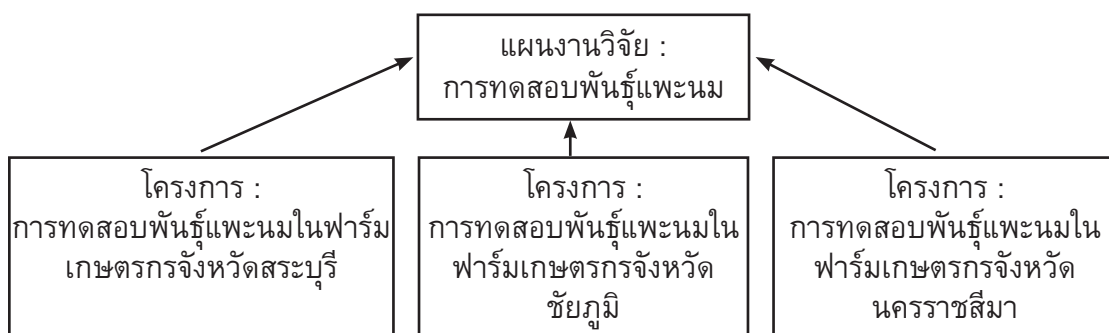 แผนงานวิจัย :
การทดสอบพันธุ์แพะนม
โครงการ :
การทดสอบพันธุ์แพะนมในฟาร์ม
เกษตรกรจังหวัดสระบุรี
โครงการ :
การทดสอบพันธุ์แพะนมใน
ฟาร์มเกษตรกรจังหวัด
ชัยภูมิ
โครงการ :
การทดสอบพันธุ์แพะนมใน
ฟาร์มเกษตรกรจังหวัด
นครราชสีมา